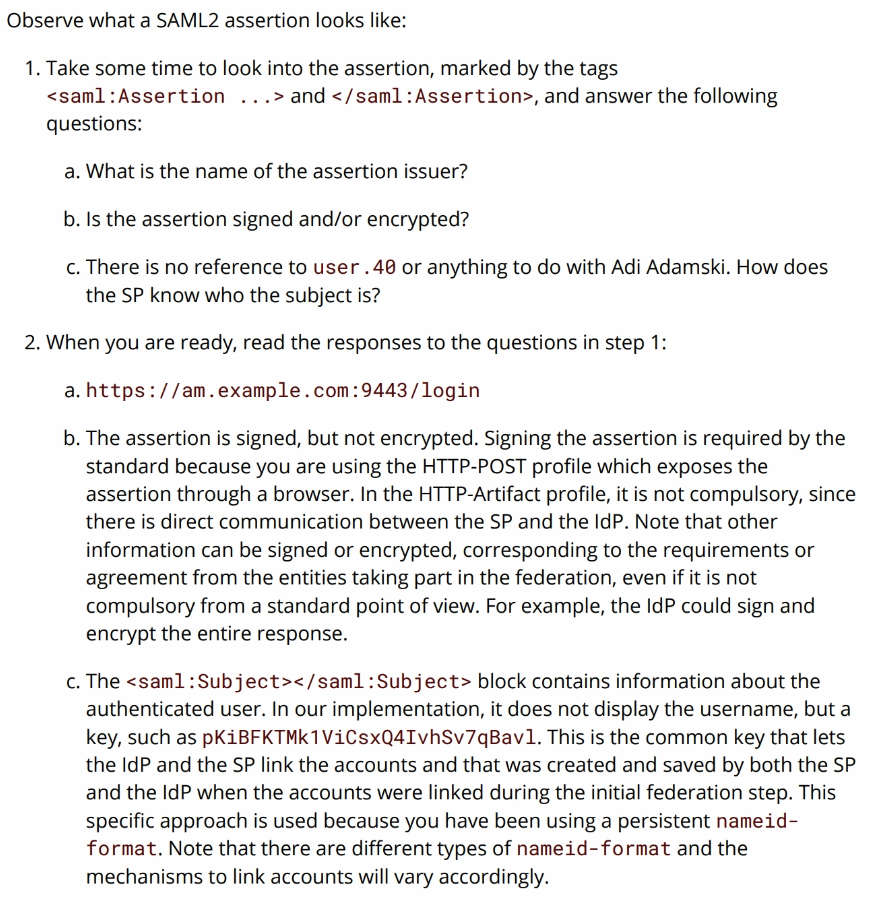 Observe what a SAML2 assertion looks like:
1. Take some time to look into the assertion, marked by the tags
<saml:Assertion ...> and </saml:Assertion>, and answer the following
questions:
a. What is the name of the assertion issuer?
b. Is the assertion signed and/or encrypted?
c. There is no reference to user.40 or anything to do with Adi Adamski. How does
the SP know who the subject is?
2. When you are ready, read the responses to the questions in step 1:
a. https://am.example.com:9443/login
b. The assertion is signed, but not encrypted. Signing the assertion is required by the
standard because you are using the HTTP-POST profile which exposes the
assertion through a browser. In the HTTP-Artifact profile, it is not compulsory, since
there is direct communication between the SP and the IdP. Note that other
information can be signed or encrypted, corresponding to the requirements or
agreement from the entities taking part in the federation, even if it is not
compulsory from a standard point of view. For example, the IdP could sign and
encrypt the entire response.
c. The <saml:Subject></saml:Subject> block contains information about the
authenticated user. In our implementation, it does not display the username, but a
key, such as pKiBFKTMk1ViCsxQ4IvhSv7qBavl. This is the common key that lets
the IdP and the SP link the accounts and that was created and saved by both the SP
and the IdP when the accounts were linked during the initial federation step. This
specific approach is used because you have been using a persistent nameid-
format. Note that there are different types of nameid-format and the
mechanisms to link accounts will vary accordingly.